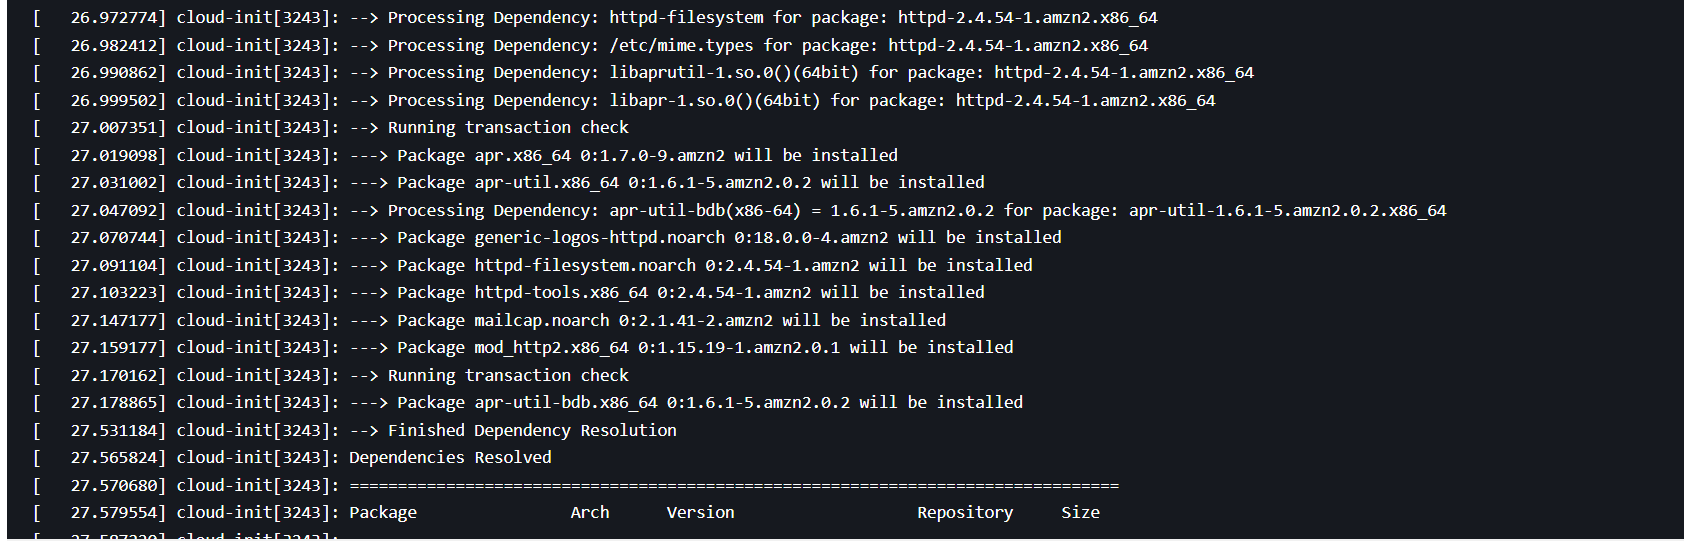 [   26.972774] cloud-init[3243]: --> Processing Dependency: httpd-filesystem for package: httpd-2.4.54-1.amzn2.x86_64
[   26.982412] cloud-init[3243]: --> Processing Dependency: /etc/mime.types for package: httpd-2.4.54-1.amzn2.x86_64
[   26.990862] cloud-init[3243]: --> Processing Dependency: libaprutil-1.so.0()(64bit) for package: httpd-2.4.54-1.amzn2.x86_64
[   26.999502] cloud-init[3243]: --> Processing Dependency: libapr-1.so.0()(64bit) for package: httpd-2.4.54-1.amzn2.x86_64
[   27.007351] cloud-init[3243]: --> Running transaction check
[   27.019098] cloud-init[3243]: ---> Package apr.x86_64 0:1.7.0-9.amzn2 will be installed
[   27.031002] cloud-init[3243]: ---> Package apr-util.x86_64 0:1.6.1-5.amzn2.0.2 will be installed
[   27.047092] cloud-init[3243]: --> Processing Dependency: apr-util-bdb(x86-64) = 1.6.1-5.amzn2.0.2 for package: apr-util-1.6.1-5.amzn2.0.2.x86_64
[   27.070744] cloud-init[3243]: ---> Package generic-logos-httpd.noarch 0:18.0.0-4.amzn2 will be installed
[   27.091104] cloud-init[3243]: ---> Package httpd-filesystem.noarch 0:2.4.54-1.amzn2 will be installed
[   27.103223] cloud-init[3243]: ---> Package httpd-tools.x86_64 0:2.4.54-1.amzn2 will be installed
[   27.147177] cloud-init[3243]: ---> Package mailcap.noarch 0:2.1.41-2.amzn2 will be installed
[   27.159177] cloud-init[3243]: ---> Package mod_http2.x86_64 0:1.15.19-1.amzn2.0.1 will be installed
[   27.170162] cloud-init[3243]: --> Running transaction check
[   27.178865] cloud-init[3243]: ---> Package apr-util-bdb.x86_64 0:1.6.1-5.amzn2.0.2 will be installed
[   27.531184] cloud-init[3243]: --> Finished Dependency Resolution
[   27.565824] cloud-init[3243]: Dependencies Resolved
[   27.570680] cloud-init[3243]: ================================================================================
[   27.579554] cloud-init[3243]: Package                Arch      Version                   Repository     Size